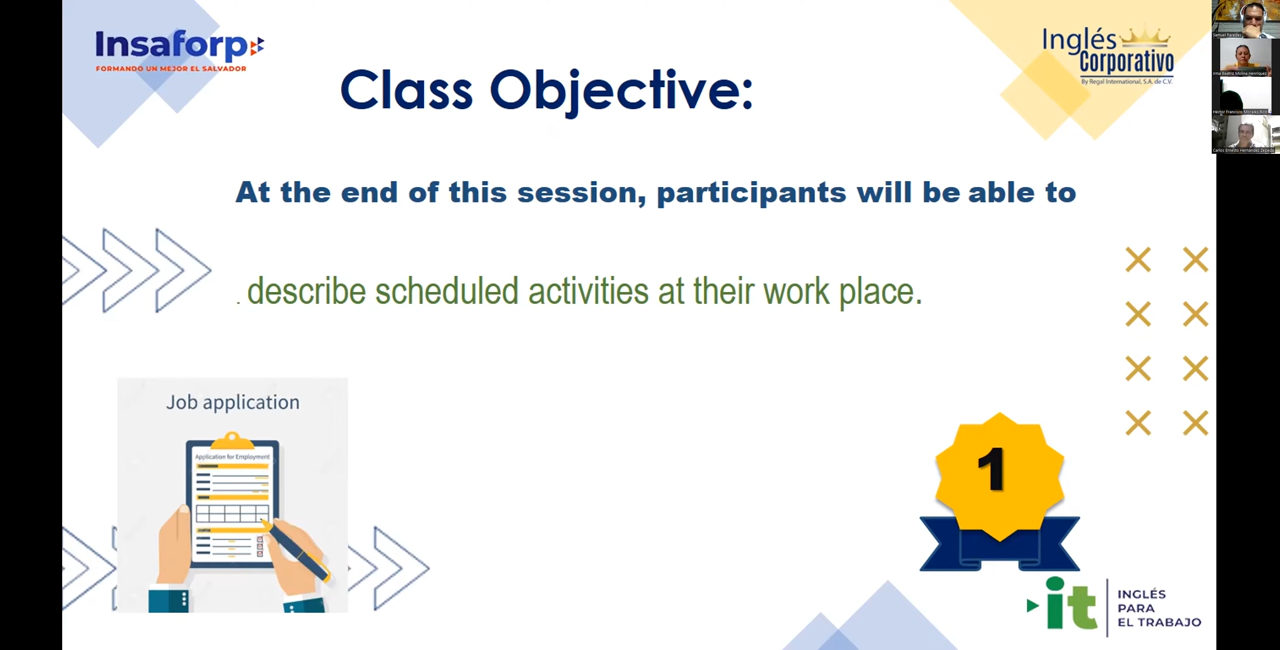 Insaforp
FORMANDO UN MEJOR EL SALVADOR
Class Objective:
Inglés
Corporativo
By Regal International, S.A. de C.V.
At the end of this session, participants will be able to
. describe scheduled activities at their work place.
Job application
Application for Employment
1
it
INGLÉS
PARA
EL TRABAJO